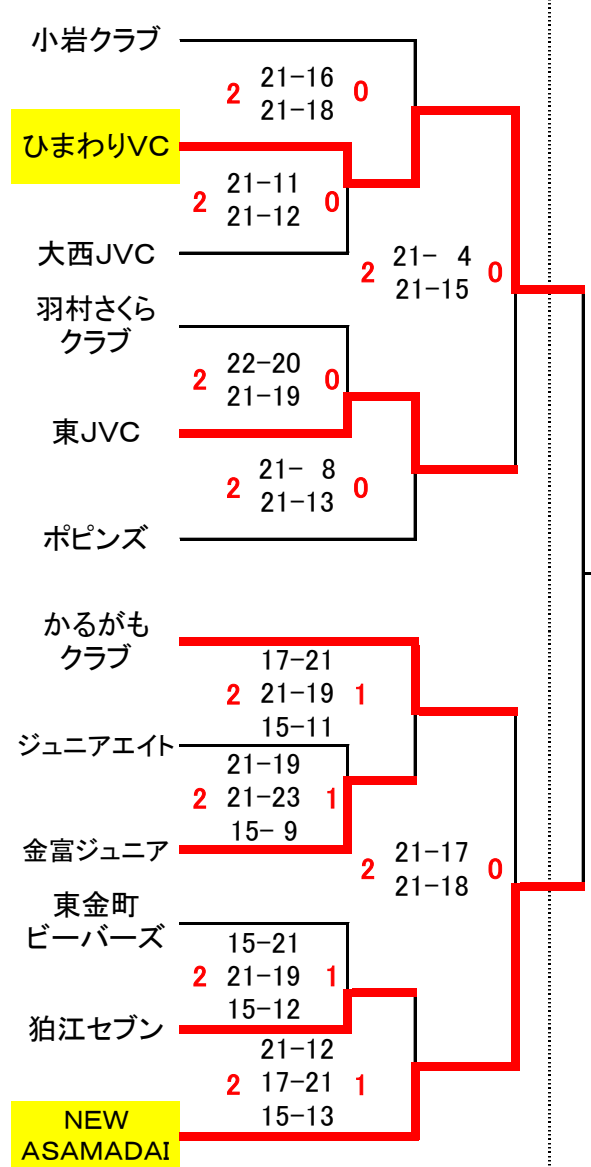 小岩クラブ
2 21-16 0
21-18
ひまわりVC
2 21-11 0
21-12
大西JVC
2 21- 4 0
21-15
羽村さくら
クラブ
2 22-20 0
21-19
東JVC
2 21- 8 0
21-13
ポピンズ
かるがも
クラブ
17-21
2 21-19 1
15-11
ジュニアエイト
21-19
2 21-23 1
15- 9
金富ジュニア
2 21-17 0
21-18
東金町
ビーバーズ
15-21
2 21-19 1
15-12
狛江セブン
21-12
2 17-21 1
15-13
NEW
ASAMADAI